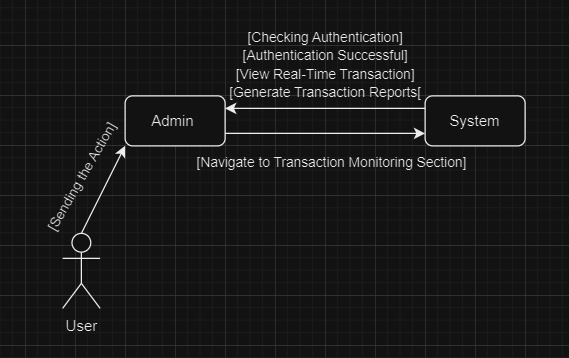 [Checking Authentication]
[Authentication Successful]
[View Real-Time Transaction]
[Generate Transaction Reports[
Admin
System
[Navigate to Transaction Monitoring Section]
[Sending the Action]
User